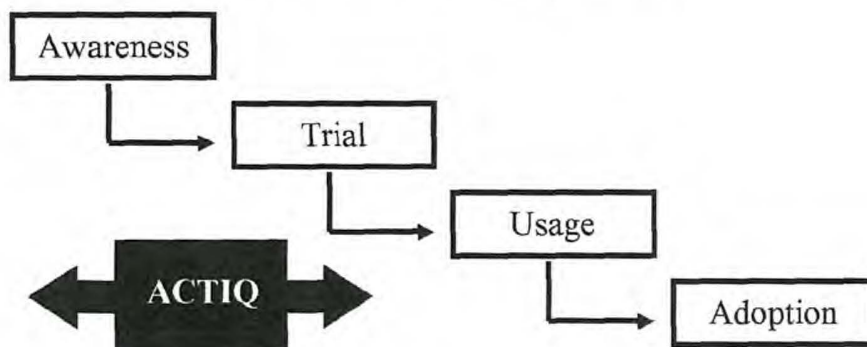 Awareness
Trial
Usage
ACTIQ
Adoption